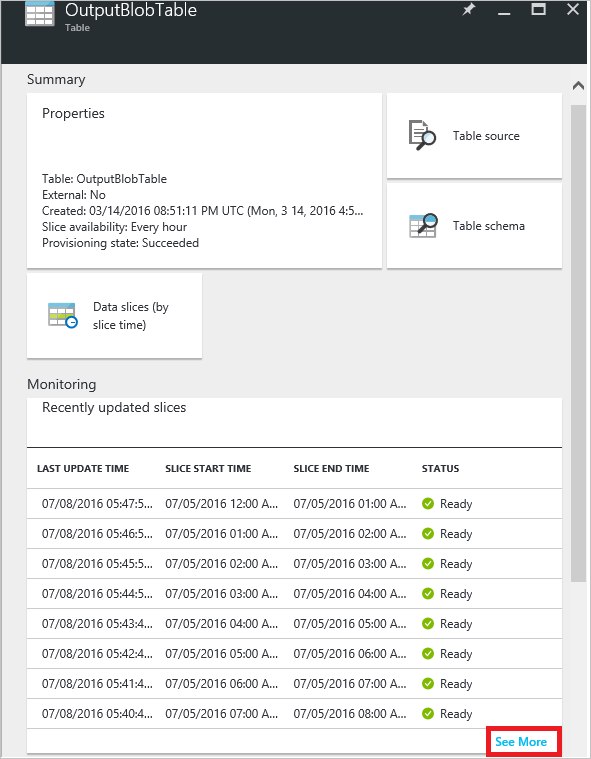 OutputBlobTable
Table
Summary
Properties
Table: OutputBlobTable
External: No
Created: 03/14/2016 08:51:11 PM UTC (Mon, 3 14, 2016 4:5...
Slice availability: Every hour
Provisioning state: Succeeded
Table source
Table schema
Data slices (by
slice time)
Monitoring
Recently updated slices
LAST UPDATE TIME SLICE START TIME SLICE END TIME STATUS
07/08/2016 05:47:5... 07/05/2016 12:00 A... 07/05/2016 01:00 A... Ready
07/08/2016 05:46:5... 07/05/2016 01:00 A... 07/05/2016 02:00 A... Ready
07/08/2016 05:45:5... 07/05/2016 02:00 A... 07/05/2016 03:00 A... Ready
07/08/2016 05:44:5... 07/05/2016 03:00 A... 07/05/2016 04:00 A... Ready
07/08/2016 05:43:4... 07/05/2016 04:00 A... 07/05/2016 05:00 A... Ready
07/08/2016 05:42:4... 07/05/2016 05:00 A... 07/05/2016 06:00 A... Ready
07/08/2016 05:41:4... 07/05/2016 06:00 A... 07/05/2016 07:00 A... Ready
07/08/2016 05:40:4... 07/05/2016 07:00 A... 07/05/2016 08:00 A... Ready
See More